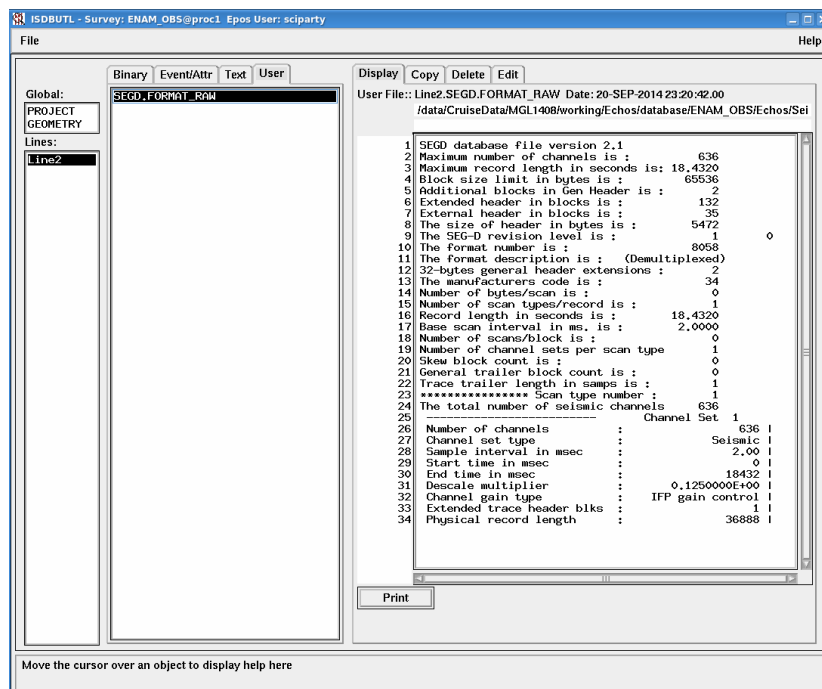 ISDBUTL - Survey: ENAM_OBS@proc1 Epos User: sciparty
File Help
Binary Event/Attr Text User
Display Copy Delete Edit
Global:
PROJECT
GEOMETRY
Lines:
Line2
SEGD.FORMAT_RAW
User File:: Line2.SEGD.FORMAT_RAW Date: 20-SEP-2014 23:20:42.00
/data/CruiseData/MGL1408/working/Echos/database/ENAM_OBS/Echos/Sei
1 SEGD database file version 2.1
2 Maximum number of channels is : 636
3 Maximum record length in seconds is: 18.4320
4 Block size limit in bytes is : 65536
5 Additional blocks in Gen Header is : 2
6 Extended header in blocks is : 132
7 External header in blocks is : 35
8 The size of header in bytes is : 5472
9 The SEG-D revision level is : 1 0
10 The format number is : 8058
11 The format description is : (Demultiplexed)
12 32-bytes general header extensions : 2
13 The manufacturers code is : 34
14 Number of bytes/scan is : 0
15 Number of scan types/record is : 1
16 Record length in seconds is : 18.4320
17 Base scan interval in ms. is : 2.0000
18 Number of scans/block is : 0
19 Number of channel sets per scan type 1
20 Skew block count is : 0
21 General trailer block count is : 0
22 Trace trailer length in samps is : 1
23 **************** Scan type number : 1
24 The total number of seismic channels 636
25 -------------------------- Channel Set 1
26 Number of channels : 636 |
27 Channel set type : Seismic |
28 Sample interval in msec : 2.00 |
29 Start time in msec : 0 |
30 End time in msec : 18432 |
31 Descale multiplier : 0.1250000E+00 |
32 Channel gain type : IFP gain control |
33 Extended trace header blks : 1 |
34 Physical record length : 36888 |
Print
Move the cursor over an object to display help here